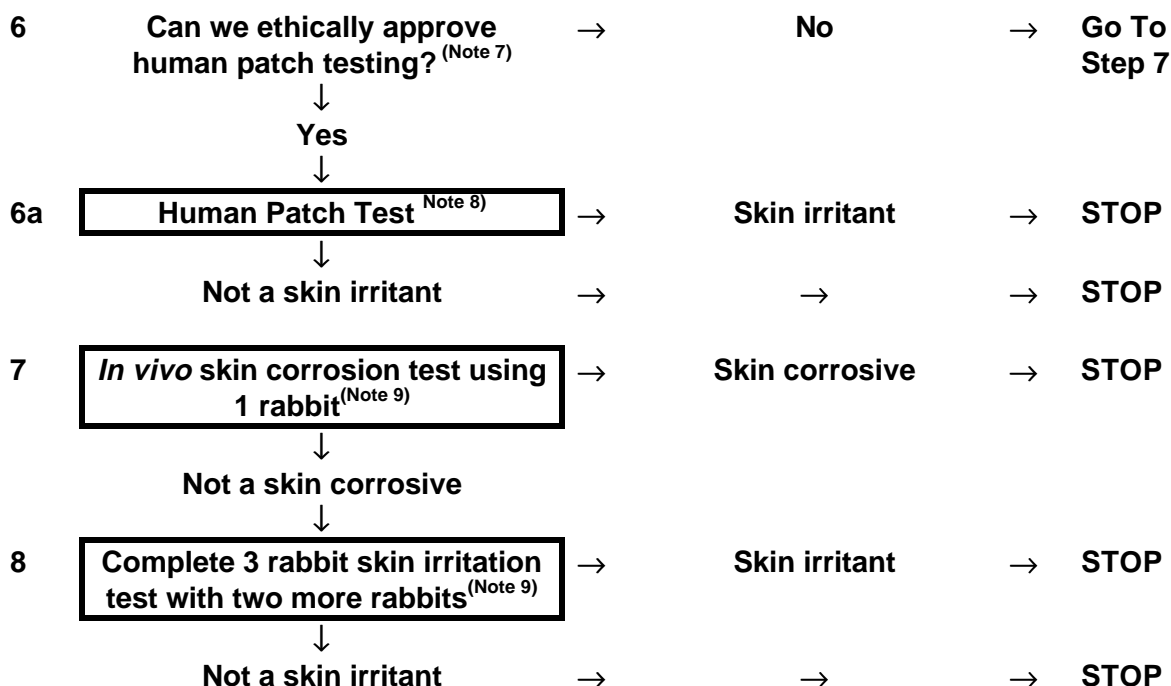 6 Can we ethically approve → No → Go To
human patch testing? (Note 7) Step 7
↓
Yes
↓
6a Human Patch Test Note 8) → Skin irritant → STOP
↓
Not a skin irritant → → → STOP
7 In vivo skin corrosion test using → Skin corrosive → STOP
1 rabbit(Note 9)
↓
Not a skin corrosive
↓
8 Complete 3 rabbit skin irritation → Skin irritant → STOP
test with two more rabbits(Note 9)
↓
Not a skin irritant → → → STOP